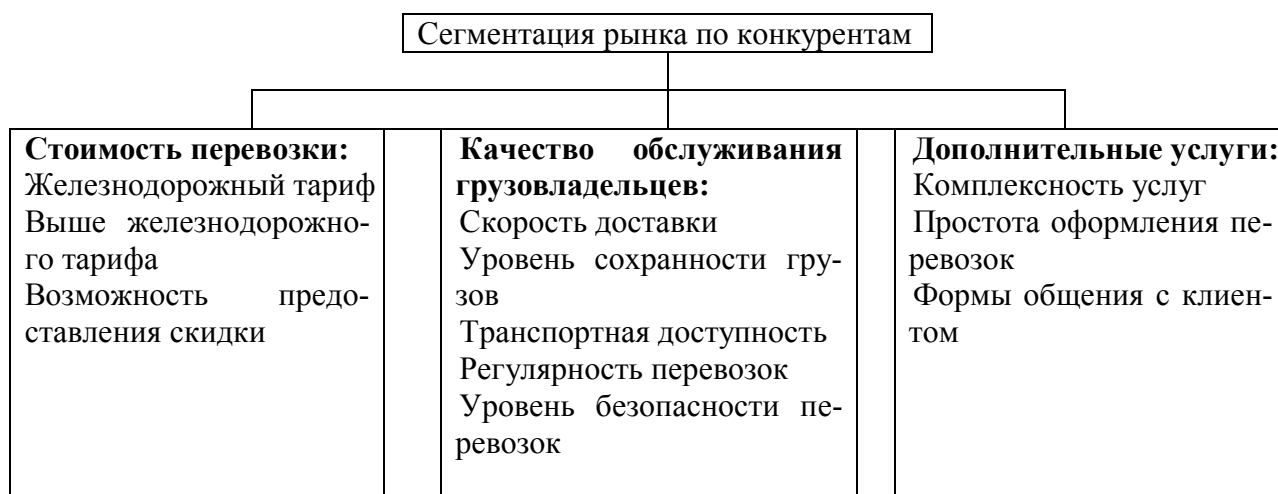 Сегментация рынка по конкурентам
Стоимость перевозки:
Железнодорожный тариф
Выше железнодорожно-
го тарифа
Возможность предо-
ставления скидки
Качество обслуживания
грузовладельцев:
Скорость доставки
Уровень сохранности гру-
зов
Транспортная доступность
Регулярность перевозок
Уровень безопасности пе-
ревозок
Дополнительные услуги:
Комплексность услуг
Простота оформления пе-
ревозок
Формы общения с клиен-
том